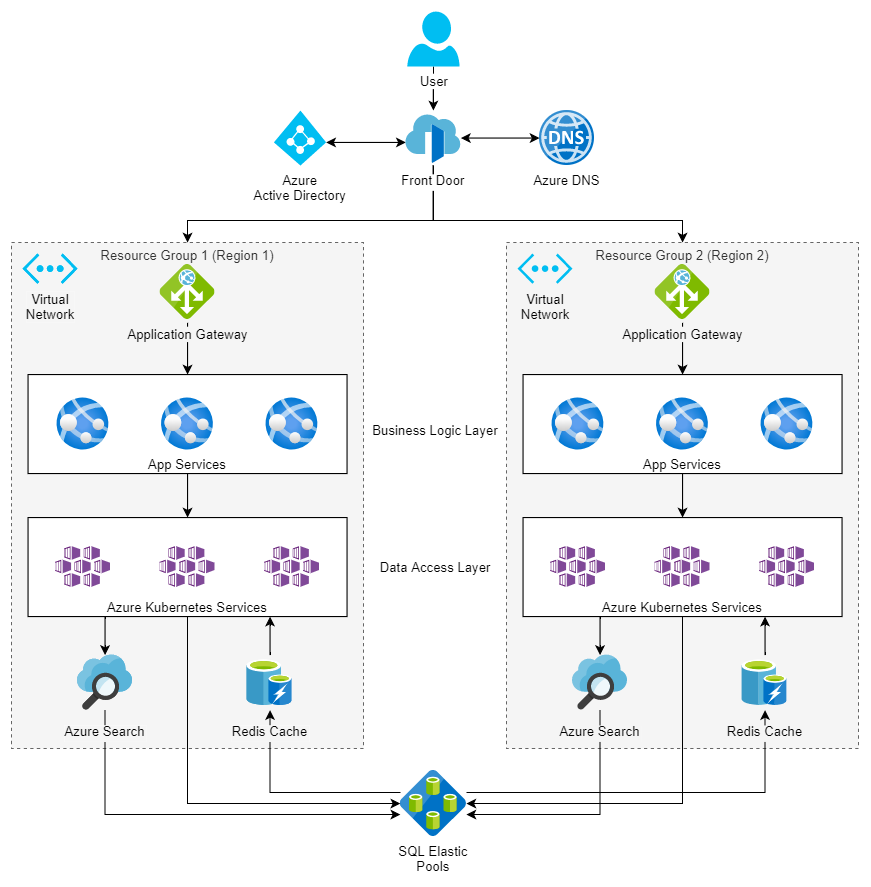 User
DNS
Azure
Active Directory
Front Door
Azure DNS
Resource Group 1 (Region 1)
Virtual
Network
Application Gateway
Resource Group 2 (Region 2)
Virtual
Network
Application Gateway
App Services
Business Logic Layer
App Services
Azure Kubernetes Services
Data Access Layer
Azure Kubernetes Services
Azure Search
Redis Cache
Azure Search
Redis Cache
SQL Elastic
Pools